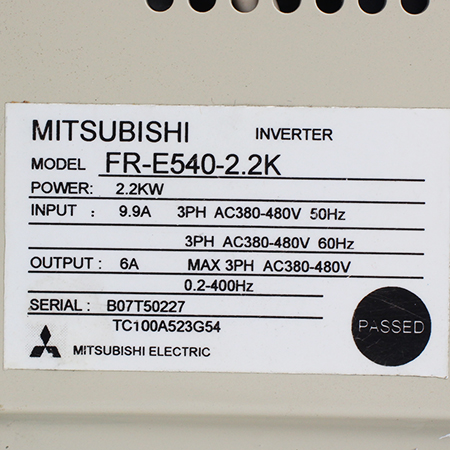 MITSUBISHI INVERTER
MODEL FR-E540-2.2K
POWER: 2.2KW
INPUT : 9.9A 3PH AC380-480V 50Hz
3PH AC380-480V 60Hz
OUTPUT : 6A MAX 3PH AC380-480V
0.2-400Hz
SERIAL : B07T50227
TC100A523G54
PASSED
MITSUBISHI ELECTRIC